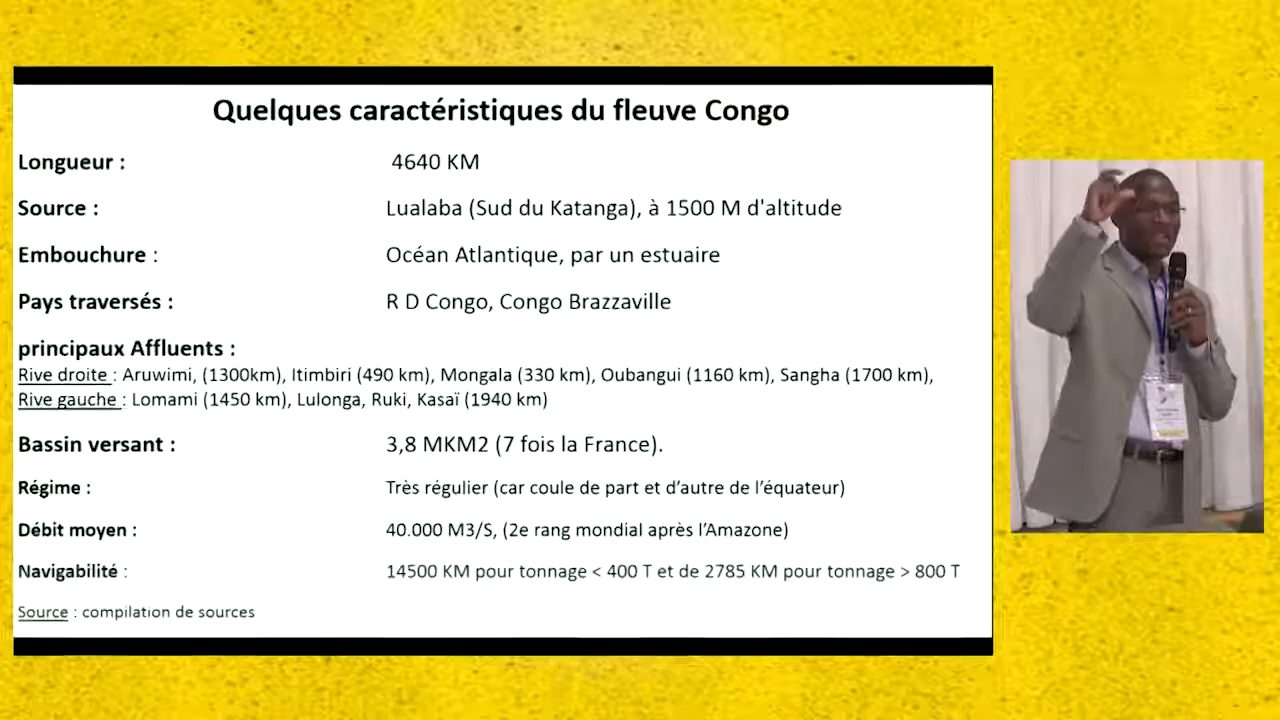 Quelques caractéristiques du fleuve Congo
Longueur : 4640 KM
Source : Lualaba (Sud du Katanga), à 1500 M d'altitude
Embouchure : Océan Atlantique, par un estuaire
Pays traversés : R D Congo, Congo Brazzaville
principaux Affluents :
Rive droite : Aruwimi, (1300km), Itimbiri (490 km), Mongala (330 km), Oubangui (1160 km), Sangha (1700 km),
Rive gauche : Lomami (1450 km), Lulonga, Ruki, Kasaï (1940 km)
Bassin versant : 3,8 MKM2 (7 fois la France).
Régime : Très régulier (car coule de part et d’autre de l’équateur)
Débit moyen : 40.000 M3/S, (2e rang mondial après l’Amazone)
Navigabilité : 14500 KM pour tonnage < 400 T et de 2785 KM pour tonnage > 800 T
Source : compilation de sources